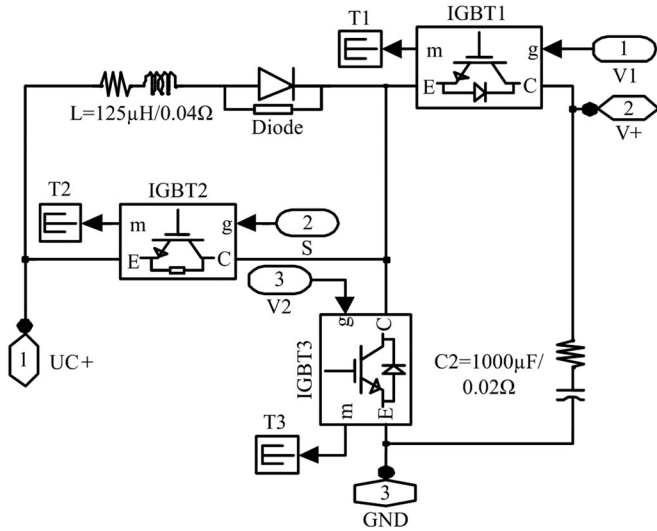 T1
IGBT1
m
g
1
V1
E
C
2
V+
L=125μH/0.04Ω
Diode
T2
IGBT2
m
g
2
S
E
C
3
V2
g
C
IGBT3
m
E
1
UC+
C2=1000μF/
0.02Ω
T3
3
GND